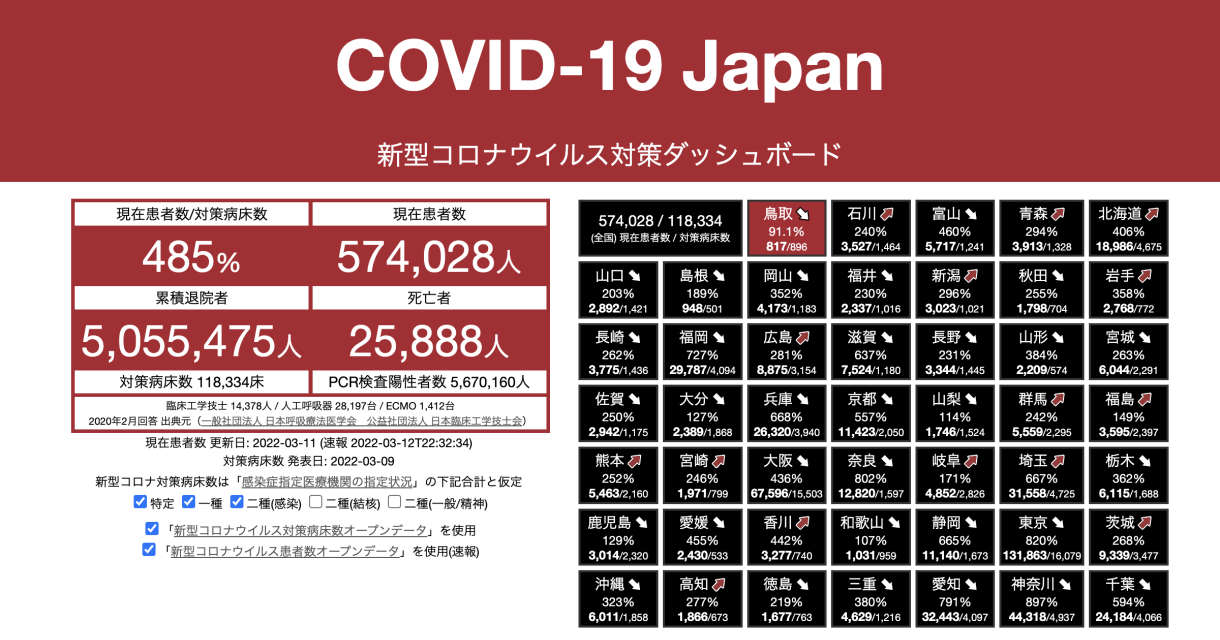 COVID-19 Japan
新型コロナウイルス対策ダッシュボード
現在患者数/対策病床数
現在患者数
485%
574,028人
累積退院者
死亡者
5,055,475人
25,888人
対策病床数 118,334床
PCR検査陽性者数 5,670,160人
臨床工学技士 14,378人 / 人工呼吸器 28,197台 / ECMO 1,412台
2020年2月回答 出典元（一般社団法人 日本呼吸療法医学会　公益社団法人 日本臨床工学技士会）
現在患者数 更新日: 2022-03-11 (速報 2022-03-12T22:32:34)
対策病床数 発表日: 2022-03-09
新型コロナ対策病床数は「感染症指定医療機関の指定状況」の下記合計と仮定
特定 一種 二種(感染) 二種(結核) 二種(一般/精神)
「新型コロナウイルス対策病床数オープンデータ」を使用
「新型コロナウイルス患者数オープンデータ」を使用(速報)
574,028 / 118,334
(全国) 現在患者数 / 対策病床数
鳥取
91.1%
817/896
石川
240%
3,527/1,464
富山
460%
5,717/1,241
青森
294%
3,913/1,328
北海道
406%
18,986/4,675
山口
203%
2,892/1,421
島根
189%
948/501
岡山
352%
4,173/1,183
福井
230%
2,337/1,016
新潟
296%
3,023/1,021
秋田
255%
1,798/704
岩手
358%
2,768/772
長崎
262%
3,775/1,436
福岡
727%
29,787/4,094
広島
281%
8,875/3,154
滋賀
637%
7,524/1,180
長野
231%
3,344/1,445
山形
384%
2,209/574
宮城
263%
6,044/2,291
佐賀
250%
2,942/1,175
大分
127%
2,389/1,868
兵庫
668%
26,320/3,940
京都
557%
11,423/2,050
山梨
114%
1,746/1,524
群馬
242%
5,559/2,295
福島
149%
3,595/2,397
熊本
252%
5,463/2,160
宮崎
246%
1,971/799
大阪
436%
67,596/15,503
奈良
802%
12,820/1,597
岐阜
171%
4,852/2,826
埼玉
667%
31,558/4,725
栃木
362%
6,115/1,688
鹿児島
129%
3,014/2,320
愛媛
455%
2,430/533
香川
442%
3,277/740
和歌山
107%
1,031/959
静岡
665%
11,140/1,673
東京
820%
131,863/16,079
茨城
268%
9,339/3,477
沖縄
323%
6,011/1,858
高知
277%
1,866/673
徳島
219%
1,677/763
三重
380%
4,629/1,216
愛知
791%
32,443/4,097
神奈川
897%
44,318/4,937
千葉
594%
24,184/4,066